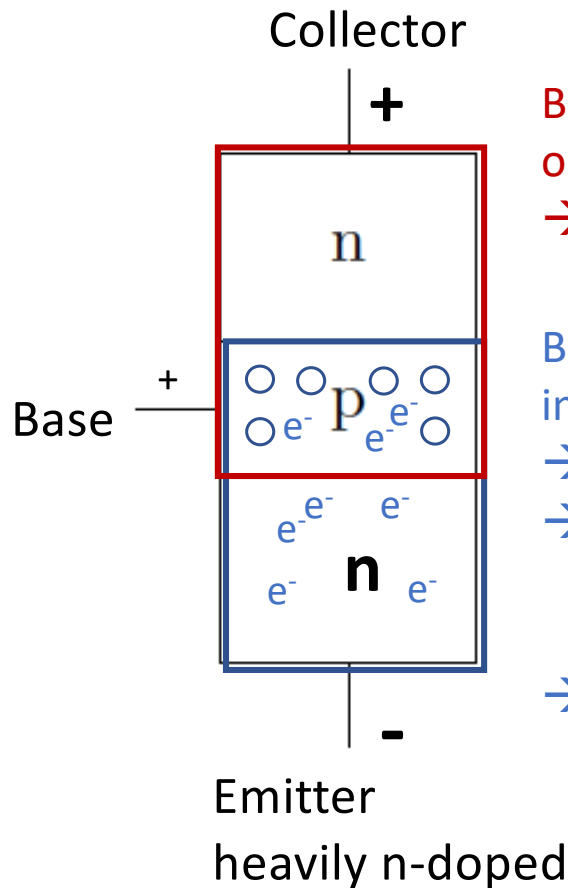 Collector
+
B
o
→
n
B
in
→
→
+
Base
p
e-
e-
e-
e-
e-
e-
n
e-
e-
→
-
Emitter
heavily n-doped